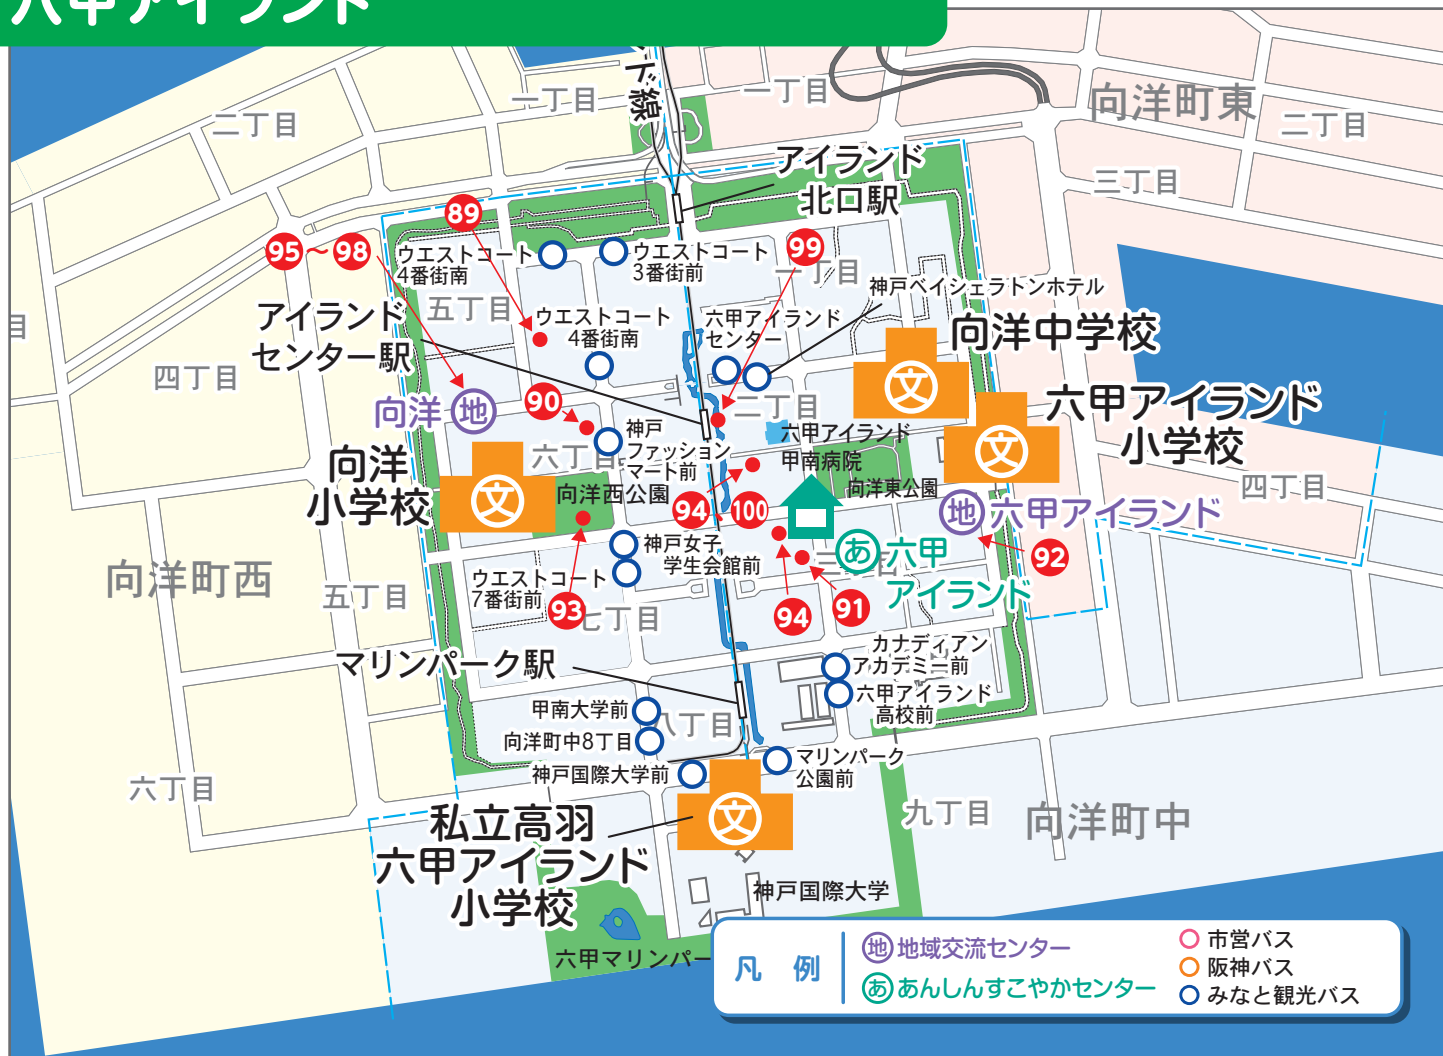 六甲アイランド
ド線
一丁目
一丁目
二丁目
向洋町東
二丁目
三丁目
アイランド
北口駅
89
95～98
ウエストコート
4番街南
ウエストコート
3番街前
99
一丁目
神戸ベイシェラトンホテル
五丁目
アイランド
センター駅
ウエストコート
4番街南
六甲アイランド
センター
向洋中学校
文
目
四丁目
向洋 地
90
二丁目
六甲アイランド
小学校
文
神戸
ファッション
マート前
六甲アイランド
甲南病院
向洋
小学校
文
六丁目
向洋西公園
向洋東公園
四丁目
94・100
地 六甲アイランド
神戸女子
学生会館前
あ 六甲
アイランド
92
向洋町西
五丁目
ウエストコート
7番街前
93
七丁目
94
91
三丁目
マリンパーク駅
カナディアン
アカデミー前
六甲アイランド
高校前
甲南大学前
八丁目
向洋町中8丁目
マリンパーク
公園前
神戸国際大学前
六丁目
文
九丁目
向洋町中
私立高羽
六甲アイランド
小学校
神戸国際大学
六甲マリンパー
凡 例
地 地域交流センター
あ あんしんすこやかセンター
市営バス
阪神バス
みなと観光バス